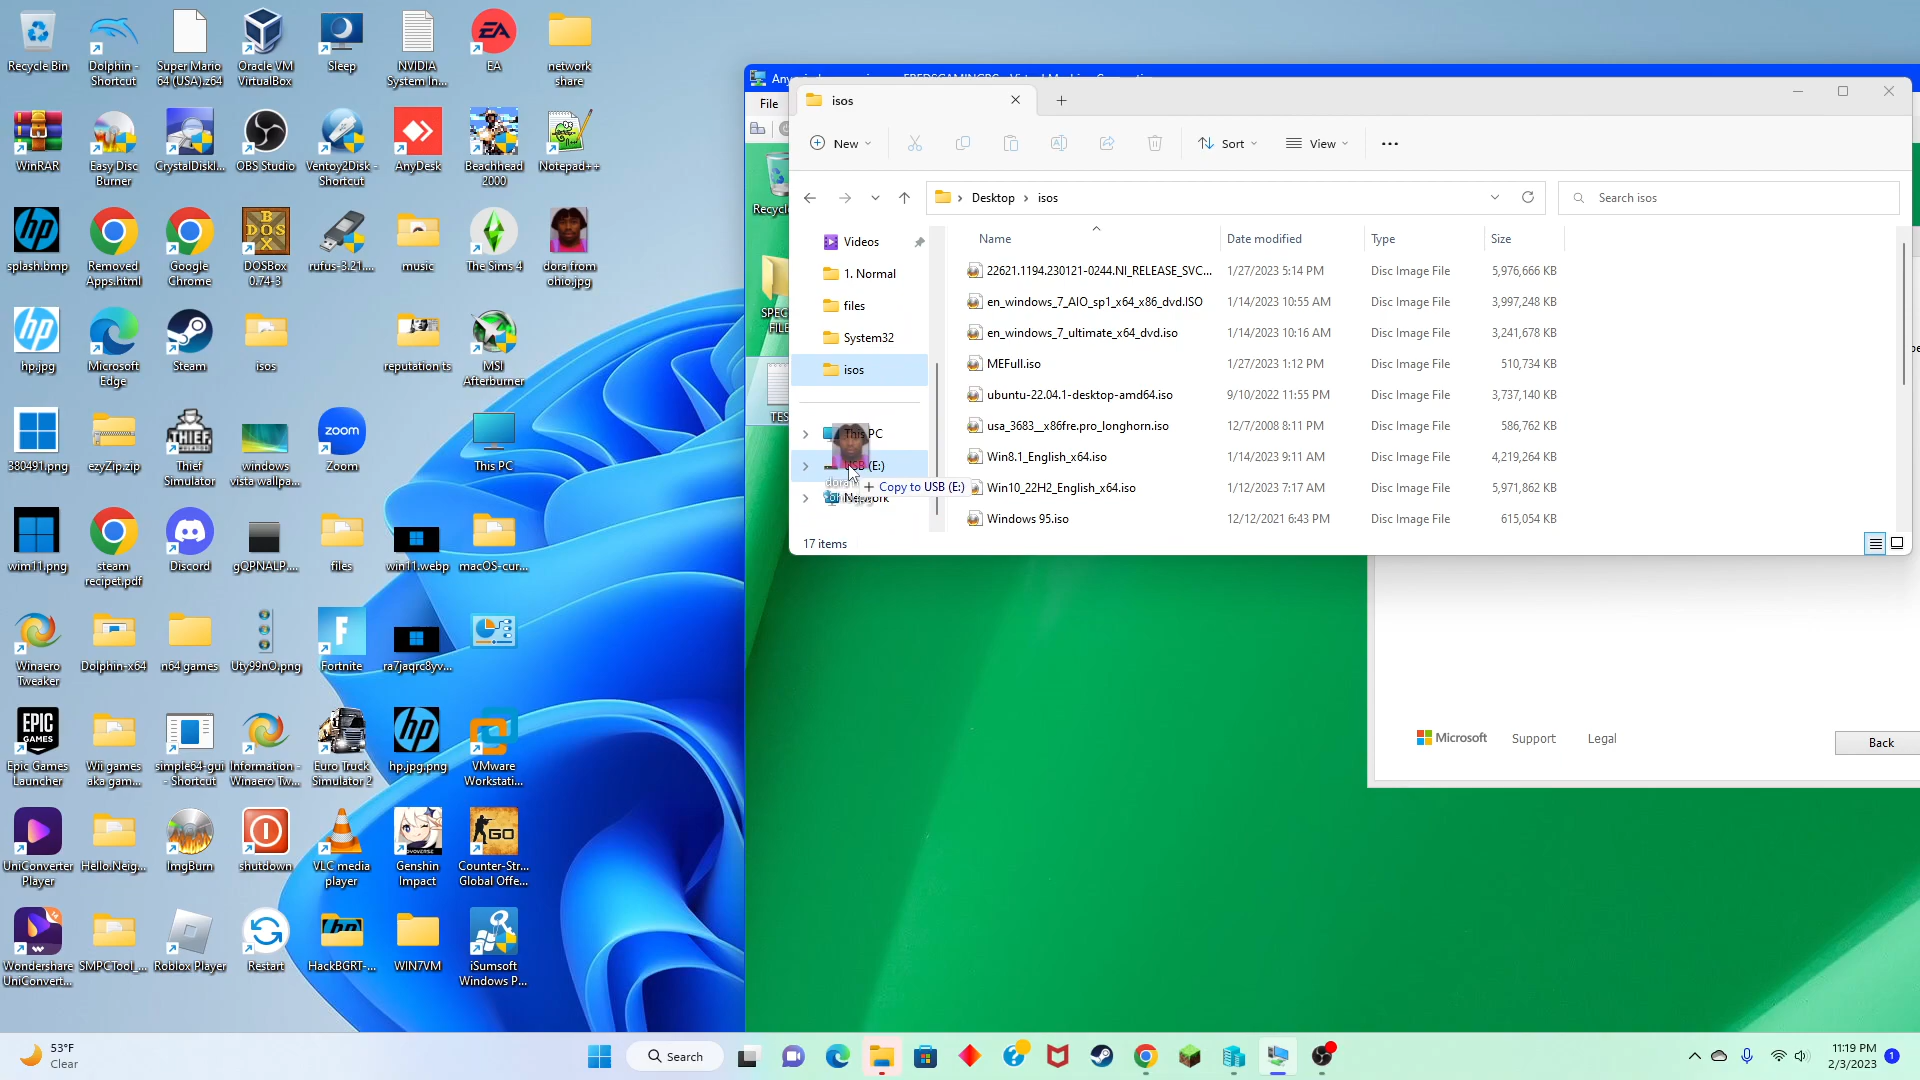 Recycle Bin
Dolphin -
Shortcut
Super Mario
64 (USA).z64
Oracle VM
VirtualBox
Sleep
NVIDIA
System In...
EA
network
share
WinRAR
Easy Disc
Burner
CrystalDiskI...
OBS Studio
Ventoy2Disk -
Shortcut
AnyDesk
Beachhead
2000
Notepad++
splash.bmp
Removed
Apps.html
Google
Chrome
DOSBox
0.74-3
rufus-3.21....
music
The Sims 4
dora from
ohio.jpg
hp.jpg
Microsoft
Edge
Steam
isos
reputation ts
MSI
Afterburner
380491.png
ezyZip.zip
Thief
Simulator
windows
vista wallpa...
zoom
Zoom
This PC
wim11.png
steam
recipet.pdf
Discord
gQPNALP....
files
win11.webp
macOS-cur...
Winaero
Tweaker
Dolphin-x64
n64 games
Uty99nO.png
Fortnite
ra7jaqrc8yv...
EPIC
GAMES
Epic Games
Launcher
Wii games
aka gam...
simple64-gui
- Shortcut
Information -
Winaero Tw...
Euro Truck
Simulator 2
hp.jpg.png
VMware
Workstati...
UniConverter
Player
Hello.Neig...
ImgBurn
shutdown
VLC media
player
Genshin
Impact
GO
Counter-Str...
Global Offe...
Wondershare
UniConvert...
SMPCTool_...
Roblox Player
Restart
HackBGRT-...
WIN7VM
iSumsoft
Windows P...
File
Recycl
SPEC
FILE
TES
isos
New
Sort
View
Desktop
isos
Search isos
Videos
1. Normal
files
System32
isos
This PC
USB (E:)
Network
Copy to USB (E:)
Name Date modified Type Size
22621.1194.230121-0244.NI_RELEASE_SVC... 1/27/2023 5:14 PM Disc Image File 5,976,666 KB
en_windows_7_AIO_sp1_x64_x86_dvd.ISO 1/14/2023 10:55 AM Disc Image File 3,997,248 KB
en_windows_7_ultimate_x64_dvd.iso 1/14/2023 10:16 AM Disc Image File 3,241,678 KB
MEFull.iso 1/27/2023 1:12 PM Disc Image File 510,734 KB
ubuntu-22.04.1-desktop-amd64.iso 9/10/2022 11:55 PM Disc Image File 3,737,140 KB
usa_3683__x86fre.pro_longhorn.iso 12/7/2008 8:11 PM Disc Image File 586,762 KB
Win8.1_English_x64.iso 1/14/2023 9:11 AM Disc Image File 4,219,264 KB
Win10_22H2_English_x64.iso 1/12/2023 7:17 AM Disc Image File 5,971,862 KB
Windows 95.iso 12/12/2021 6:43 PM Disc Image File 615,054 KB
17 items
Microsoft Support Legal
Back
53°F
Clear
Search
11:19 PM
2/3/2023
1